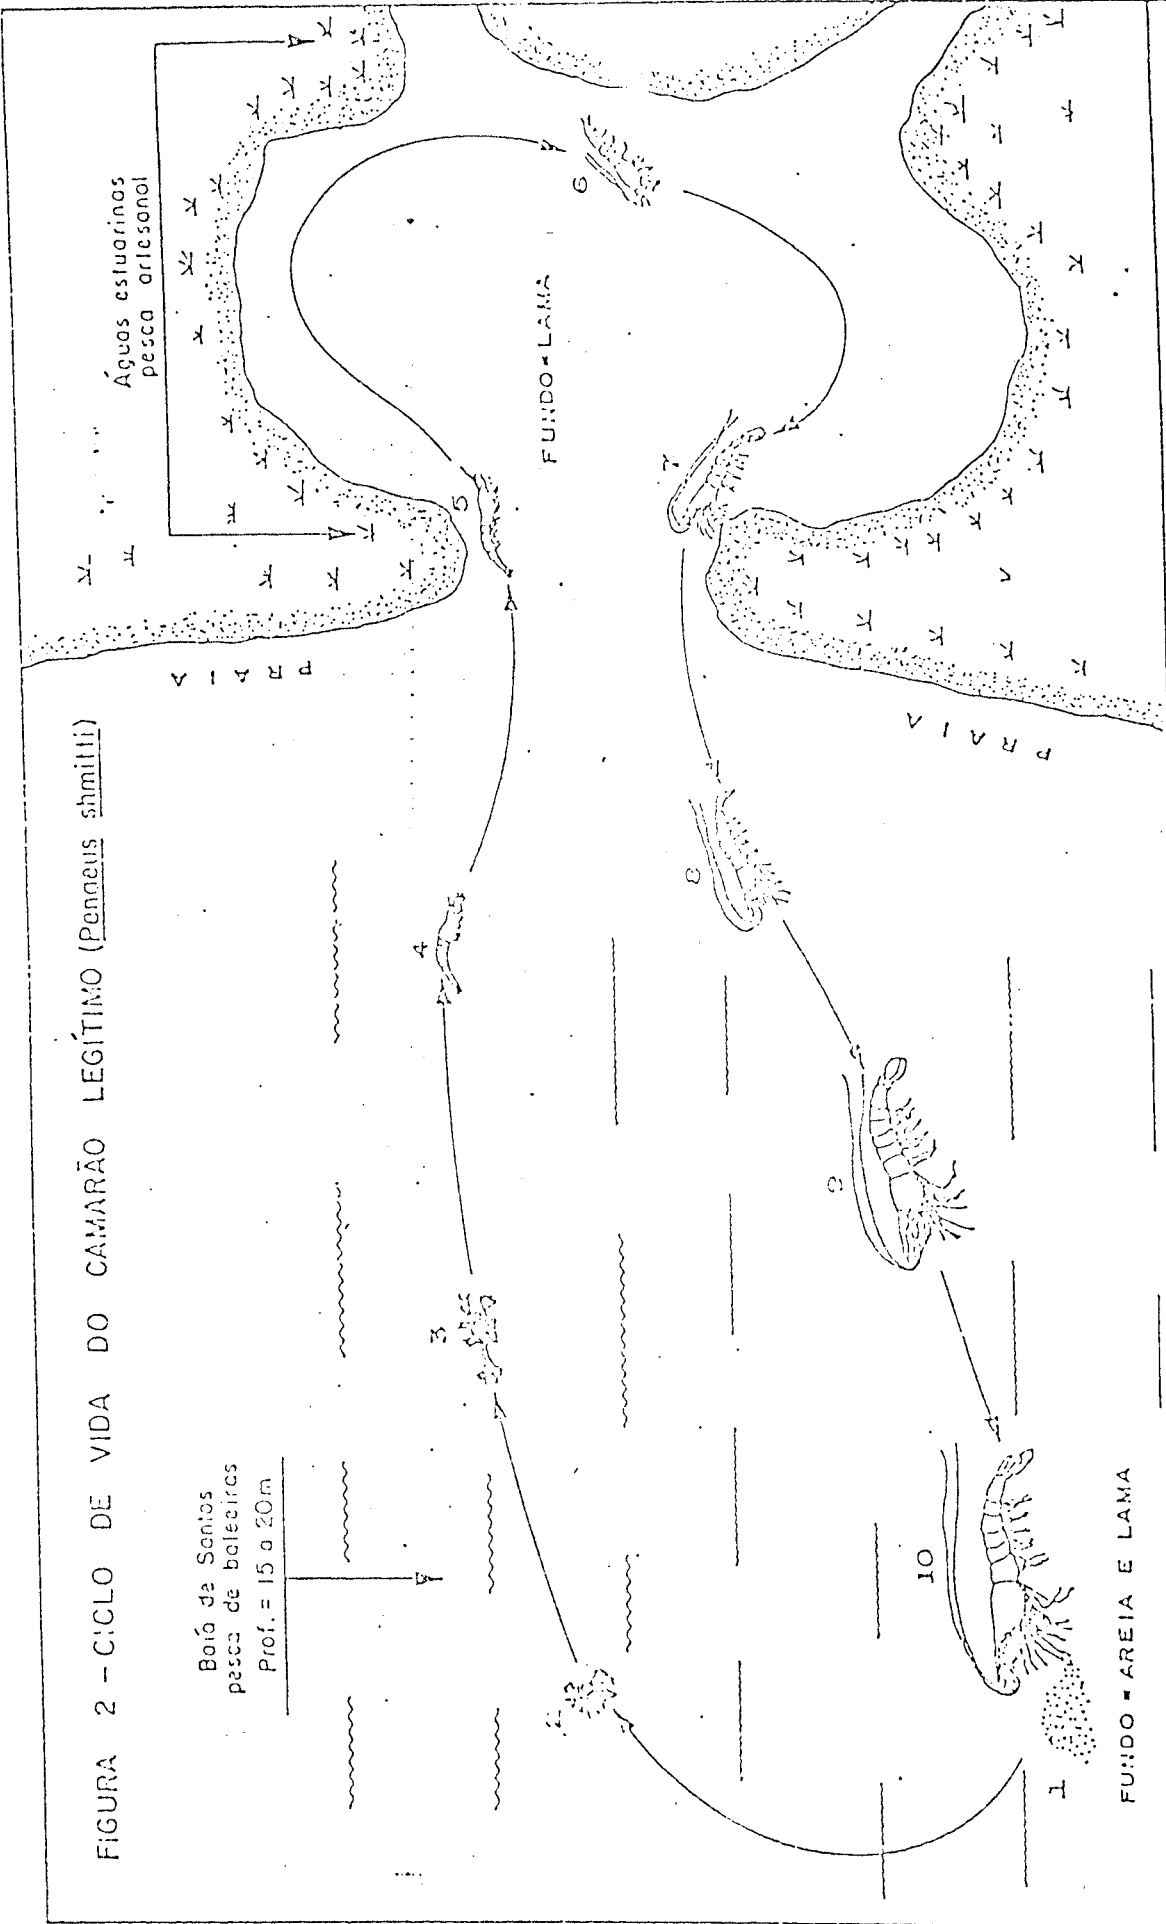 FIGURA 2 - CICLO DE VIDA DO CAMARÃO LEGÍTIMO (Penaeus shmitti)
Baía de Santos
pesca de baleeiras
Prof. = 15 a 20m
Águas estuarinas
pesca artesanal
PRAIA
2
3
4
5
6
FUNDO = LAMA
7
8
9
10
1
PRAIA
FUNDO = AREIA E LAMA